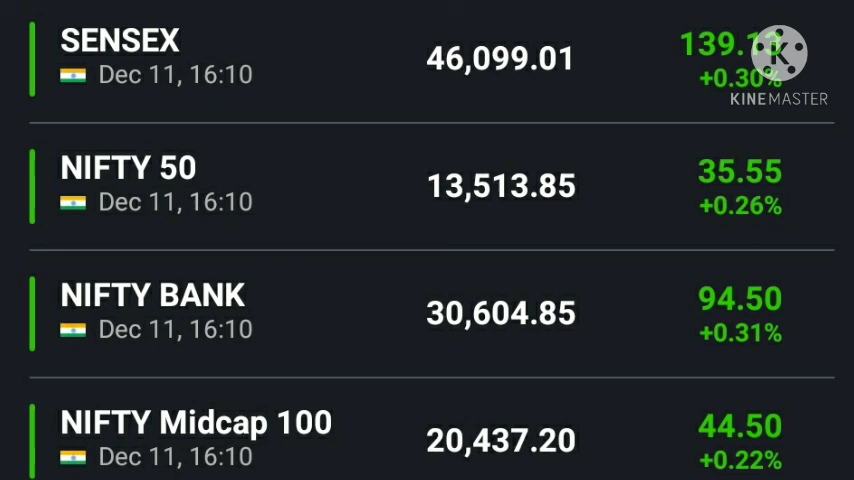 SENSEX
Dec 11, 16:10
46,099.01
+0.30%
KINEMASTER
NIFTY 50
Dec 11, 16:10
13,513.85
35.55
+0.26%
NIFTY BANK
Dec 11, 16:10
30,604.85
94.50
+0.31%
NIFTY Midcap 100
Dec 11, 16:10
20,437.20
44.50
+0.22%